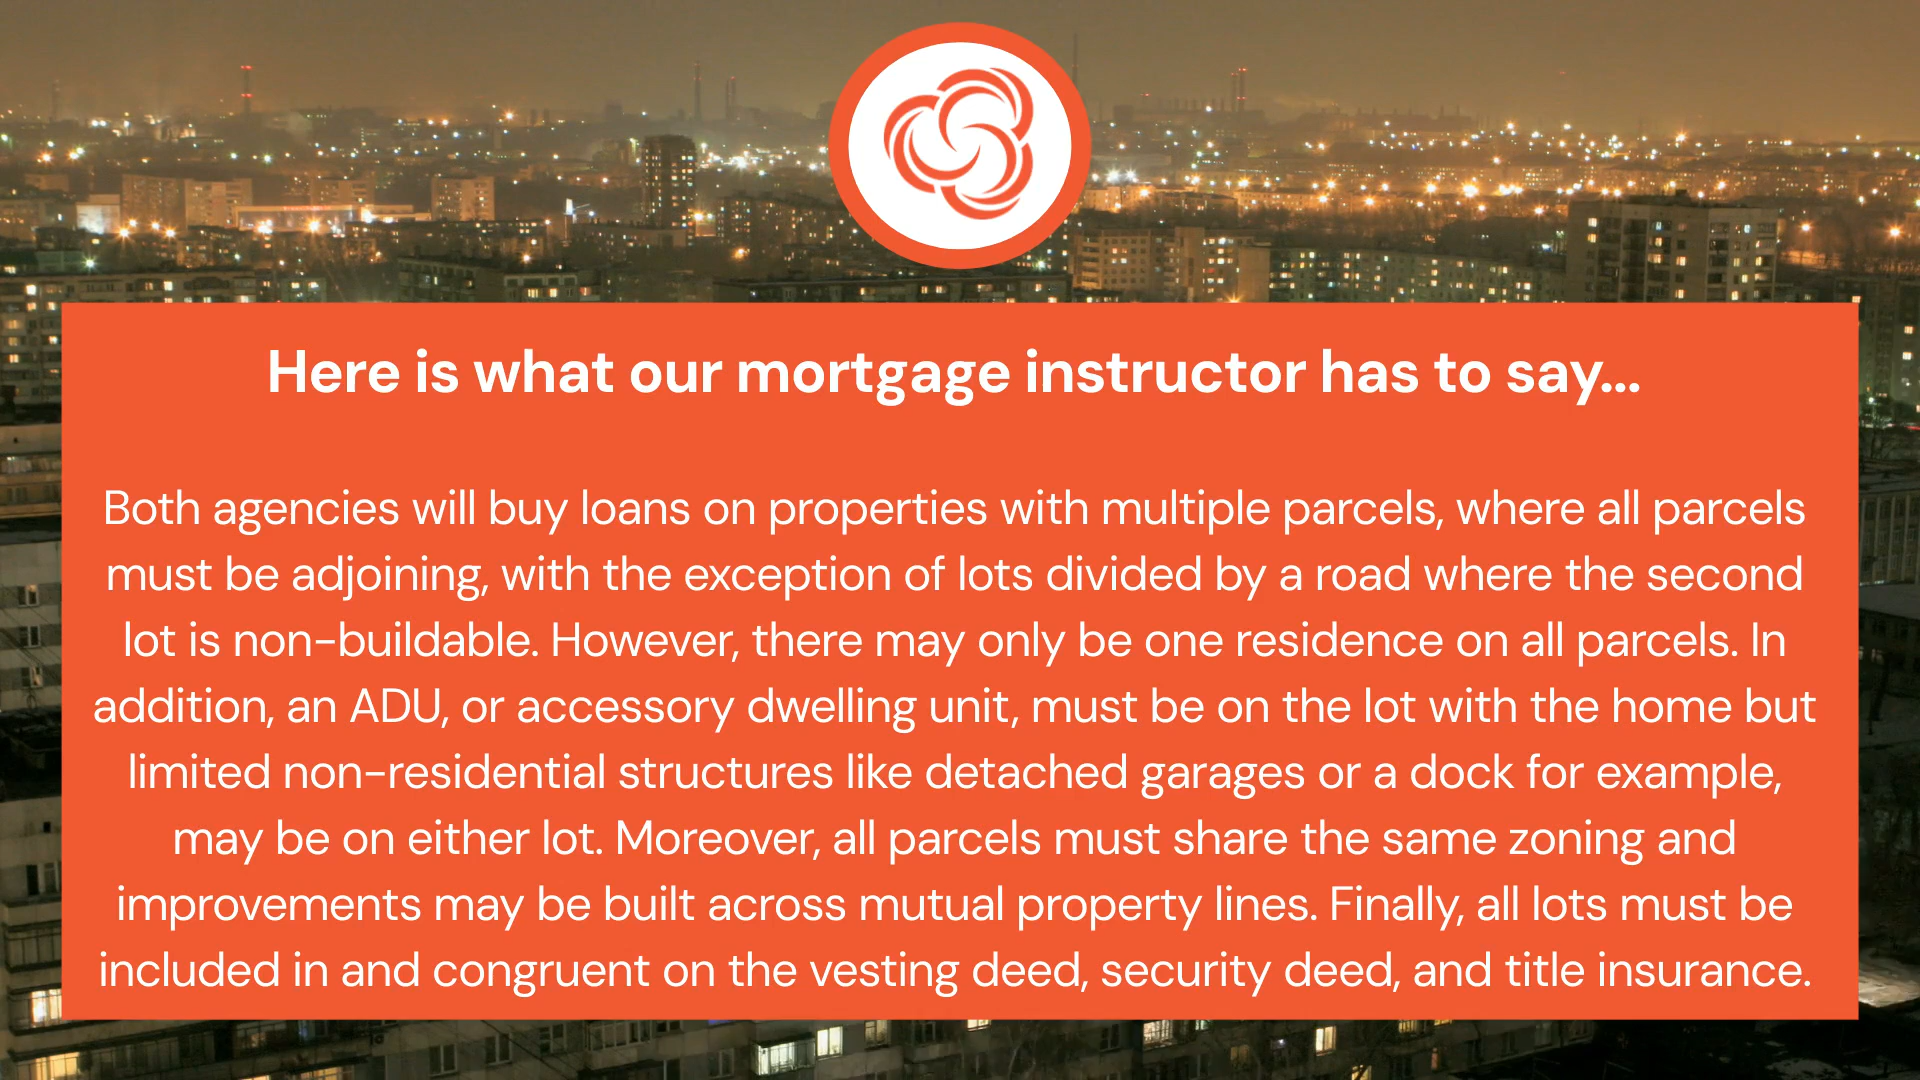 Here is what our mortgage instructor has to say...
Both agencies will buy loans on properties with multiple parcels, where all parcels
must be adjoining, with the exception of lots divided by a road where the second
lot is non-buildable. However, there may only be one residence on all parcels. In
addition, an ADU, or accessory dwelling unit, must be on the lot with the home but
limited non-residential structures like detached garages or a dock for example,
may be on either lot. Moreover, all parcels must share the same zoning and
improvements may be built across mutual property lines. Finally, all lots must be
included in and congruent on the vesting deed, security deed, and title insurance.